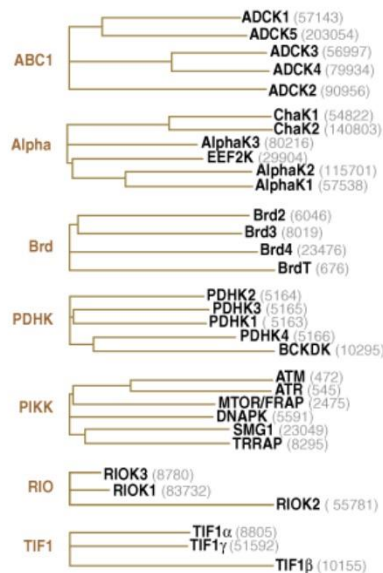 ADCK1 (57143)
ADCK5 (203054)
ADCK3 (56997)
ABC1
ADCK4 (79934)
ADCK2 (90956)
ChaK1 (54822)
ChaK2 (140803)
Alpha
AlphaK3 (80216)
EEF2K (29904)
AlphaK2 (115701)
AlphaK1 (57538)
Brd2 (6046)
Brd3 (8019)
Brd
Brd4 (23476)
BrdT (676)
PDHK2 (5164)
PDHK3 (5165)
PDHK
PDHK1 ( 5163)
PDHK4 (5166)
BCKDK (10295)
ATM (472)
ATR (545)
PIKK
MTOR/FRAP (2475)
DNAPK (5591)
SMG1 (23049)
TRRAP (8295)
RIOK3 (8780)
RIO
RIOK1 (83732)
RIOK2 ( 55781)
TIF1α (8805)
TIF1
TIF1γ (51592)
TIF1β (10155)